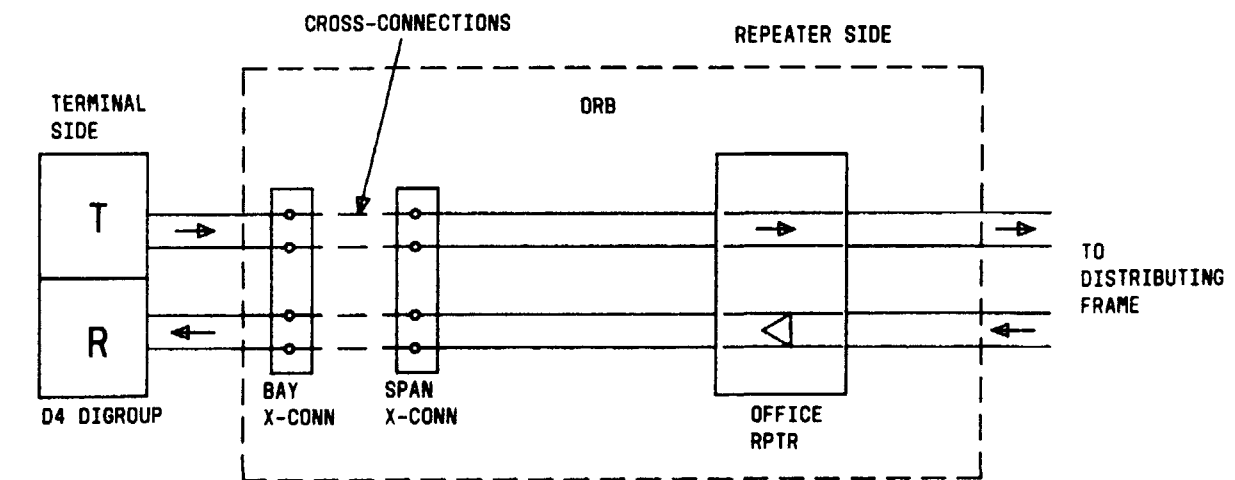 CROSS-CONNECTIONS
REPEATER SIDE
ORB
TERMINAL
SIDE
T
R
D4 DIGROUP
BAY
X-CONN
SPAN
X-CONN
OFFICE
RPTR
TO
DISTRIBUTING
FRAME